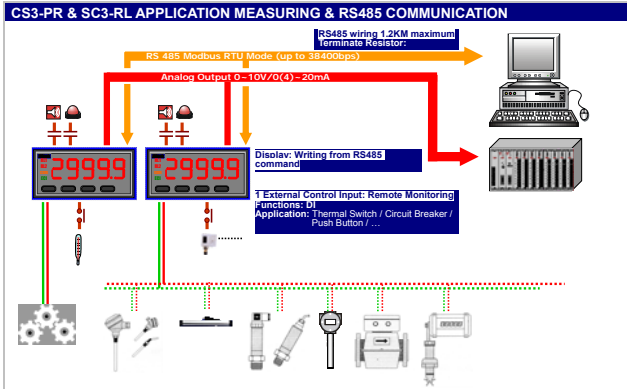 CS3-PR & SC3-RL APPLICATION MEASURING & RS485 COMMUNICATION
RS485 wiring 1.2KM maximum
Terminate Resistor:
RS 485 Modbus RTU Mode (up to 38400bps)
Analog Output 0~10V/0(4)~20mA
2999.9
2999.9
Display: Writing from RS485
command
1 External Control Input: Remote Monitoring
Functions: DI
Application: Thermal Switch / Circuit Breaker /
Push Button / ...